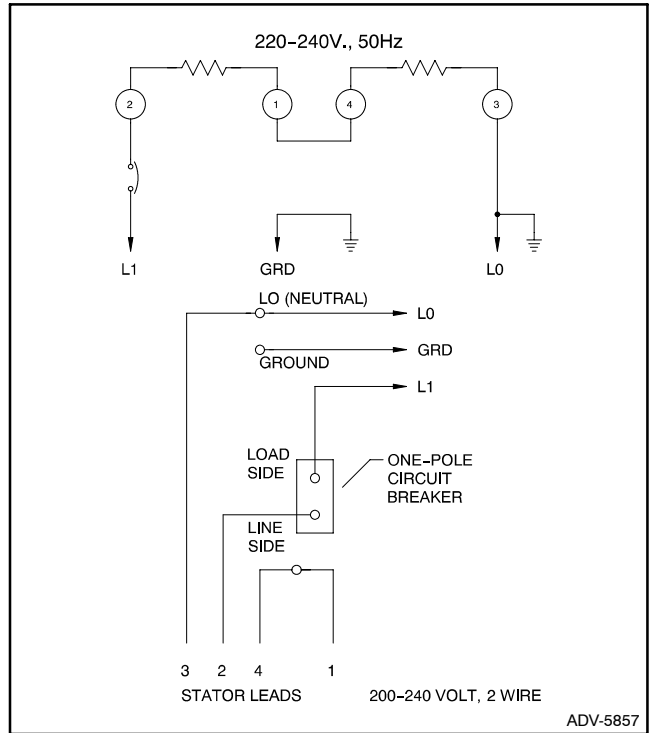 220-240V., 50Hz
2 1 4 3
L1 GRD L0
LO (NEUTRAL) L0
GROUND GRD
L1
LOAD
SIDE
ONE-POLE
CIRCUIT
BREAKER
LINE
SIDE
3 2 4 1
STATOR LEADS 200-240 VOLT, 2 WIRE
ADV-5857